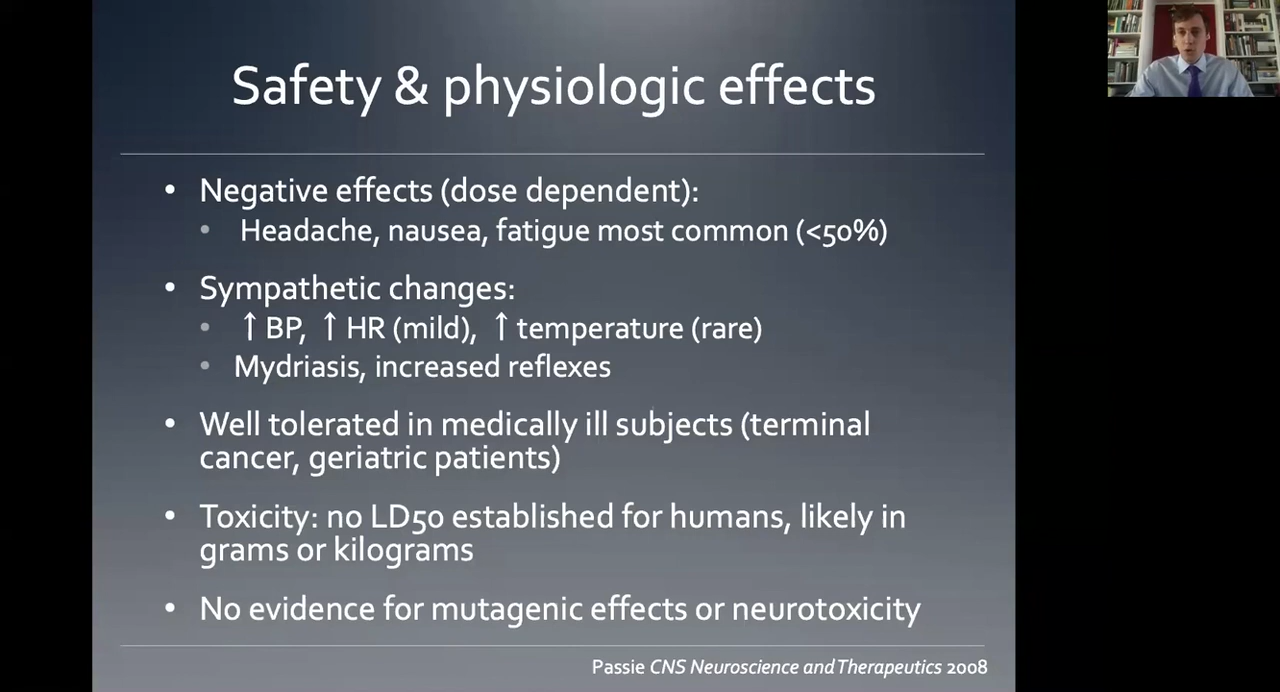 Safety & physiologic effects
• Negative effects (dose dependent):
• Headache, nausea, fatigue most common (<50%)
• Sympathetic changes:
• ↑ BP, ↑ HR (mild), ↑ temperature (rare)
• Mydriasis, increased reflexes
• Well tolerated in medically ill subjects (terminal
cancer, geriatric patients)
• Toxicity: no LD50 established for humans, likely in
grams or kilograms
• No evidence for mutagenic effects or neurotoxicity
Passie CNS Neuroscience and Therapeutics 2008